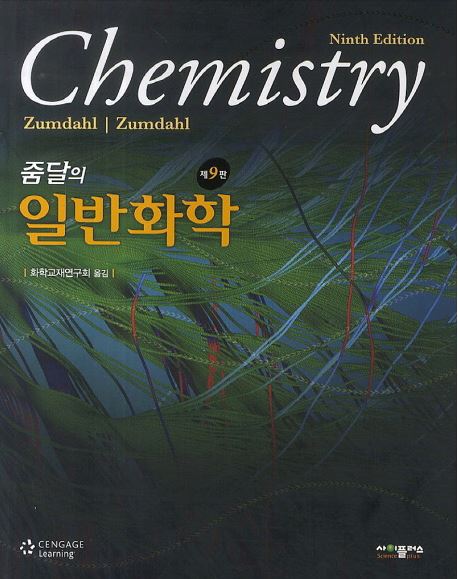 Ninth Edition
Chemistry
Zumdahl | Zumdahl
줌달의
제9판
일반화학
| 화학교재연구회 옮김 |
CENGAGE
Learning™
사이플러스
Science plus